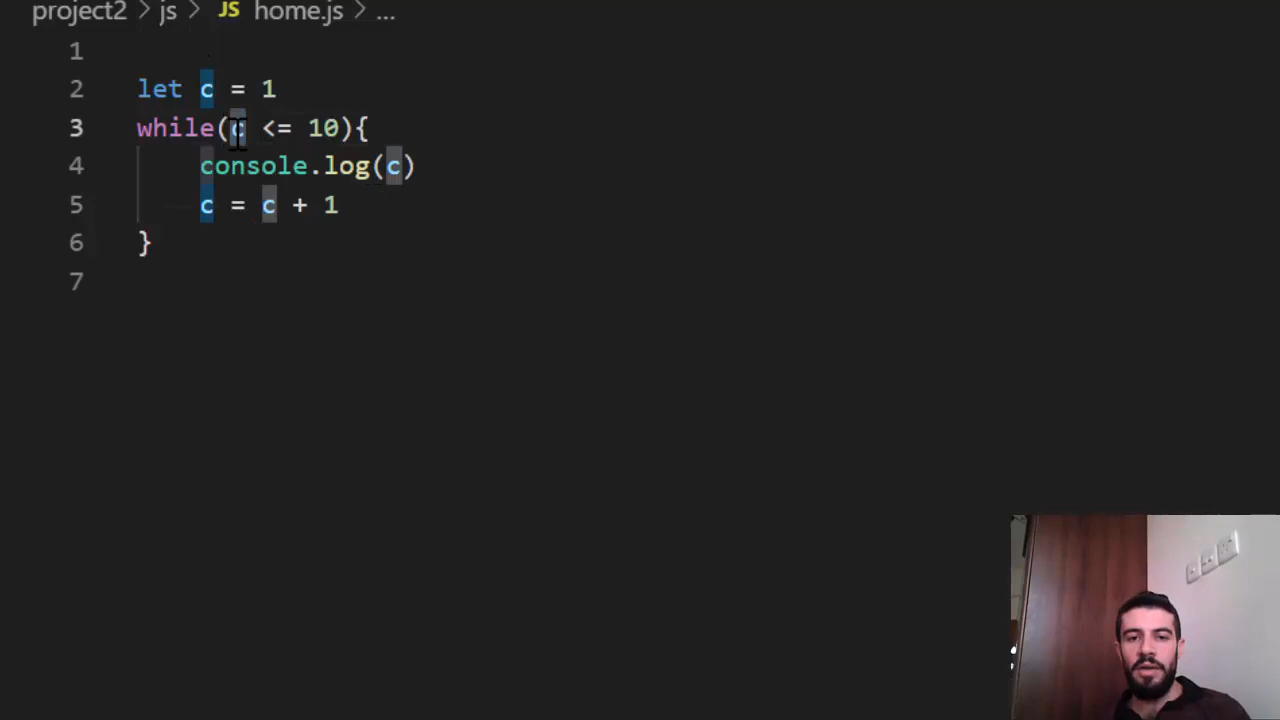 project2 > js > JS home.js > ...
1
2 let c = 1
3 while(c <= 10){
4     console.log(c)
5     c = c + 1
6 }
7